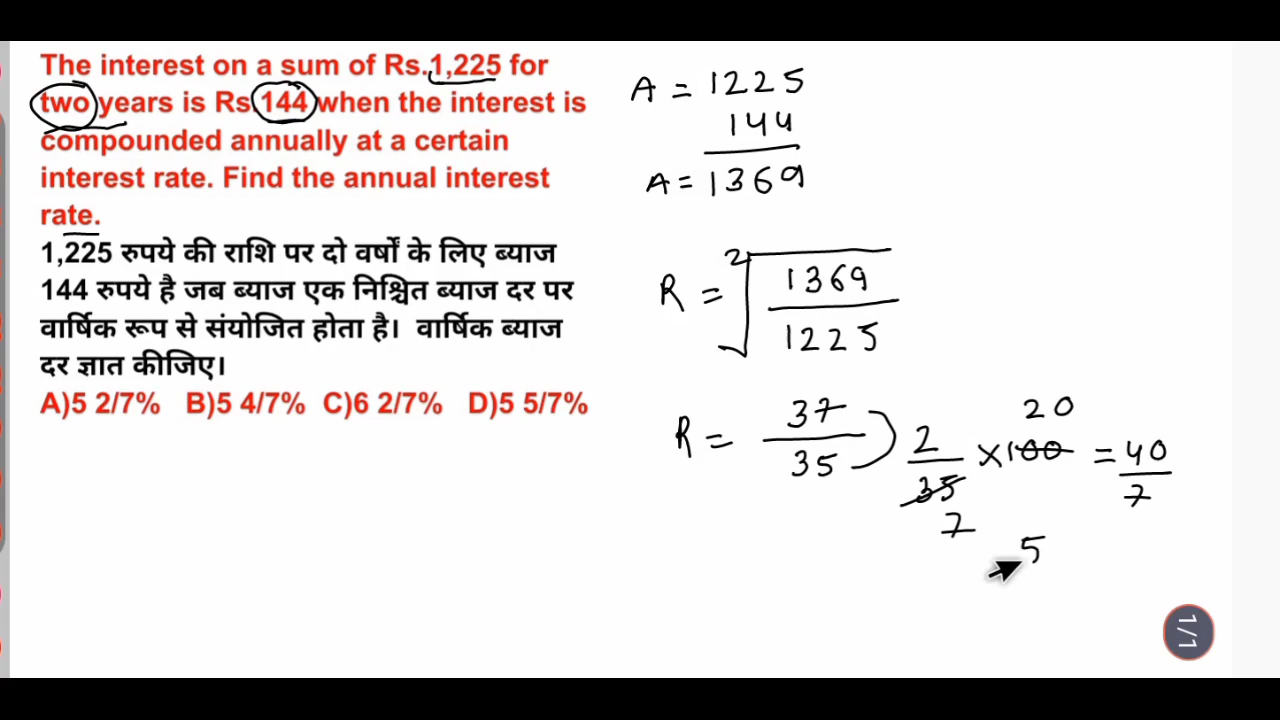 The interest on a sum of Rs.1,225 for
two years is Rs.144 when the interest is
compounded annually at a certain
interest rate. Find the annual interest
rate.
1,225 रुपये की राशि पर दो वर्षों के लिए ब्याज
144 रुपये है जब ब्याज एक निश्चित ब्याज दर पर
वार्षिक रूप से संयोजित होता है। वार्षिक ब्याज
दर ज्ञात कीजिए।
A)5 2/7% B)5 4/7% C)6 2/7% D)5 5/7%
A = 1225
144
A = 1369
R = 2√1369/1225
R = 37/35) 2/35 × 100 = 40/7
20
7
5
1/1